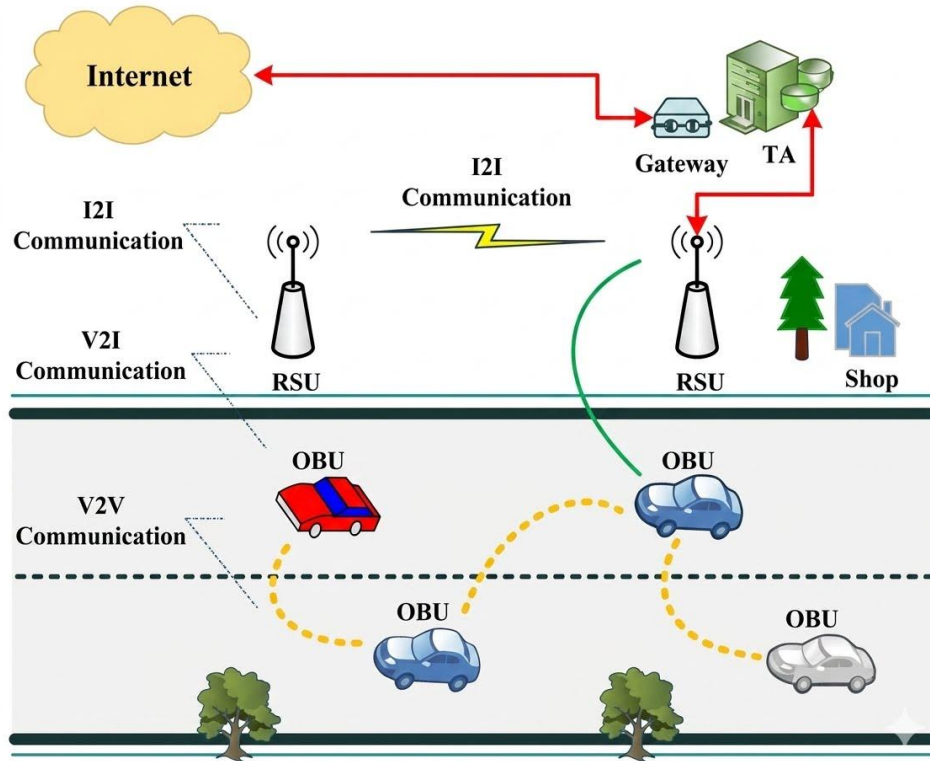 Internet
Gateway
TA
I2I
Communication
I2I
Communication
RSU
RSU
Shop
V2I
Communication
OBU
OBU
V2V
Communication
OBU
OBU